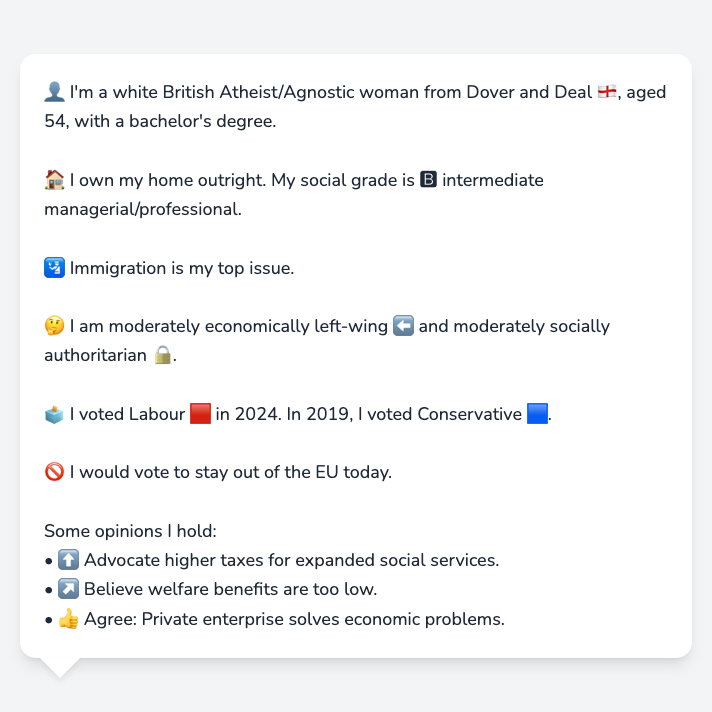 👤 I'm a white British Atheist/Agnostic woman from Dover and Deal 🏴󠁧󠁢󠁥󠁮󠁧󠁿, aged
54, with a bachelor's degree.
🏠 I own my home outright. My social grade is 🅱 intermediate
managerial/professional.
🛂 Immigration is my top issue.
🤔 I am moderately economically left-wing ⬅️ and moderately socially
authoritarian 🔒.
🗳️ I voted Labour 🟥 in 2024. In 2019, I voted Conservative 🟦.
🚫 I would vote to stay out of the EU today.
Some opinions I hold:
• ⬆️ Advocate higher taxes for expanded social services.
• ↗️ Believe welfare benefits are too low.
• 👍 Agree: Private enterprise solves economic problems.